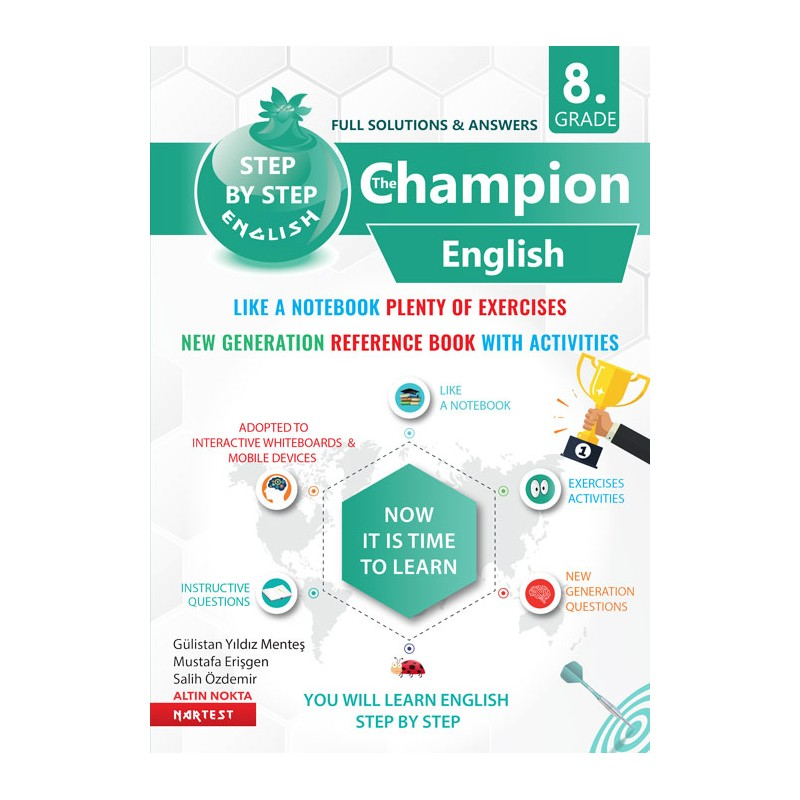 8.
GRADE
FULL SOLUTIONS & ANSWERS
STEP
BY STEP
ENGLISH
The Champion
English
LIKE A NOTEBOOK PLENTY OF EXERCISES
NEW GENERATION REFERENCE BOOK WITH ACTIVITIES
LIKE
A NOTEBOOK
ADOPTED TO
INTERACTIVE WHITEBOARDS &
MOBILE DEVICES
1
EXERCISES
ACTIVITIES
NOW
IT IS TIME
TO LEARN
INSTRUCTIVE
QUESTIONS
NEW
GENERATION
QUESTIONS
Gülistan Yıldız Menteş
Mustafa Erişgen
Salih Özdemir
ALTIN NOKTA
NARTEST
YOU WILL LEARN ENGLISH
STEP BY STEP